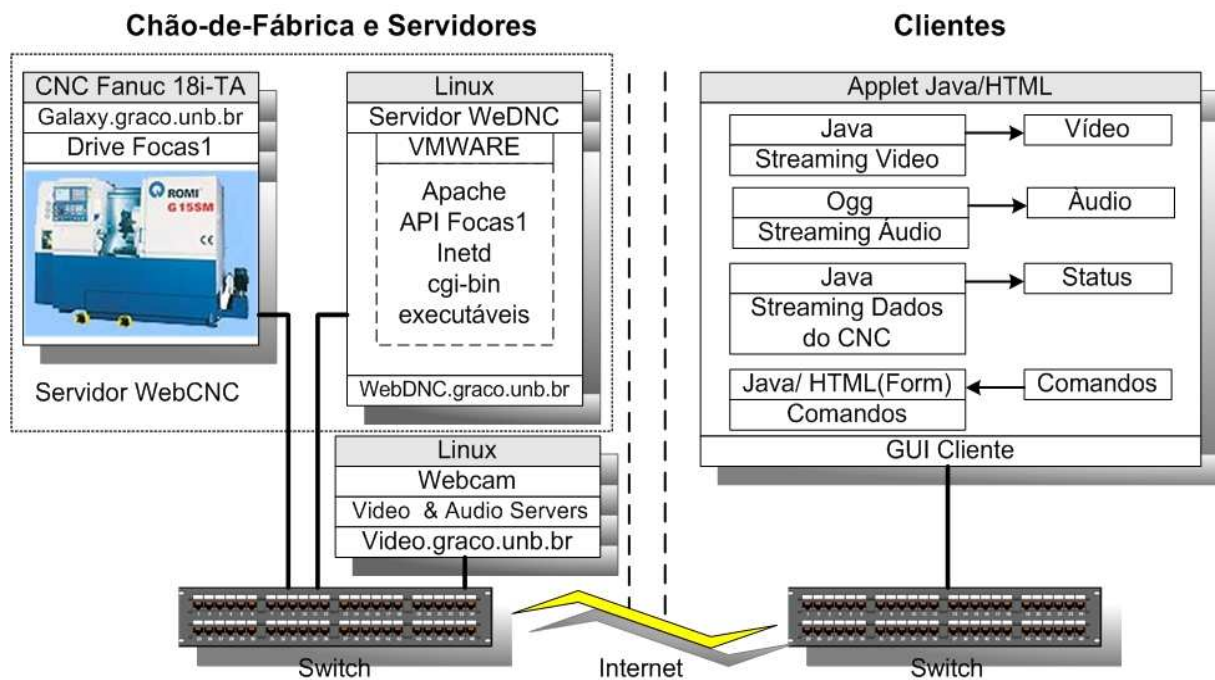 Chão-de-Fábrica e Servidores
Clientes
CNC Fanuc 18i-TA
Galaxy.graco.unb.br
Drive Focas1
ROMI
G15SM
CE
Servidor WebCNC
Linux
Servidor WeDNC
VMWARE
Apache
API Focas1
Inetd
cgi-bin
executáveis
WebDNC.graco.unb.br
Linux
Webcam
Video & Audio Servers
Video.graco.unb.br
Applet Java/HTML
Java
Streaming Video
Vídeo
Ogg
Streaming Áudio
Àudio
Java
Streaming Dados
do CNC
Status
Java/ HTML(Form)
Comandos
Comandos
GUI Cliente
Switch
Internet
Switch